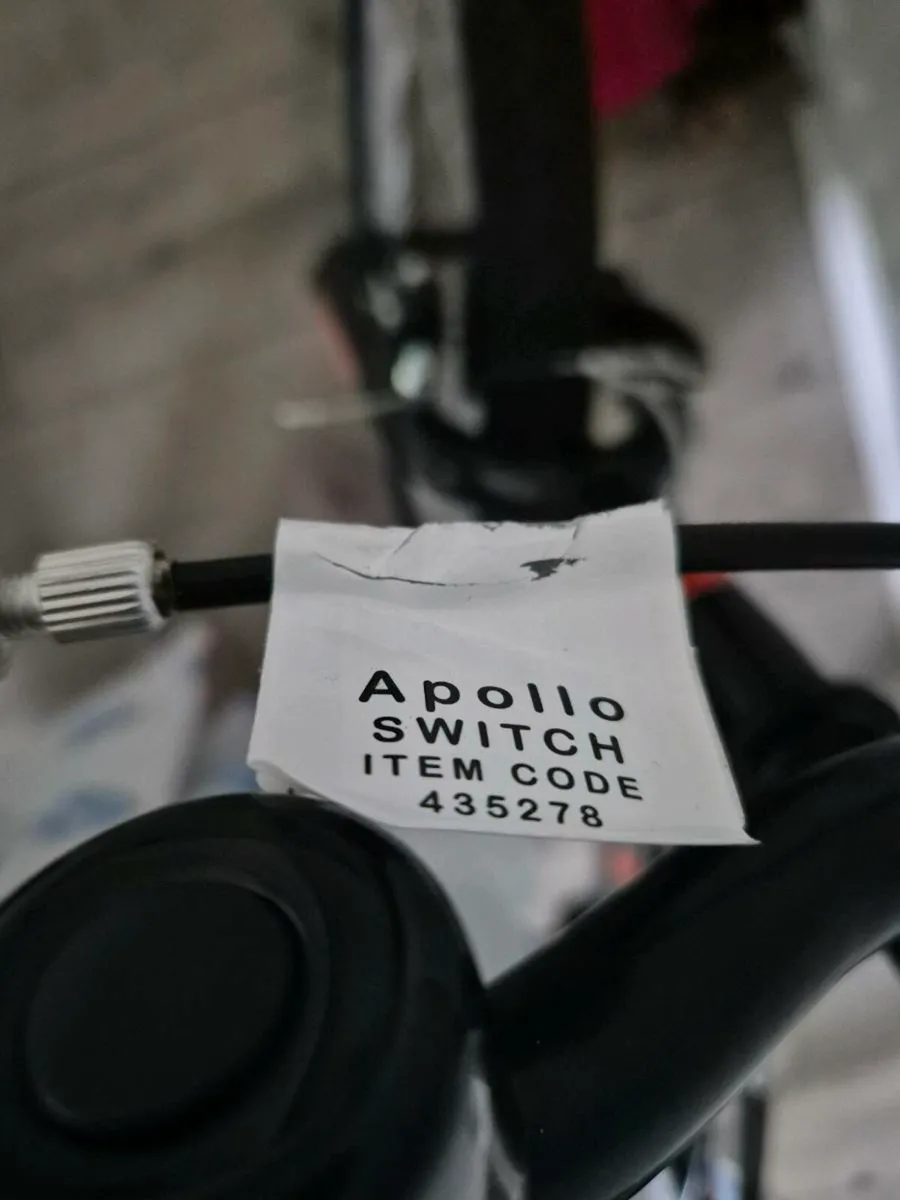 Apollo
SWITCH
ITEM CODE
435278